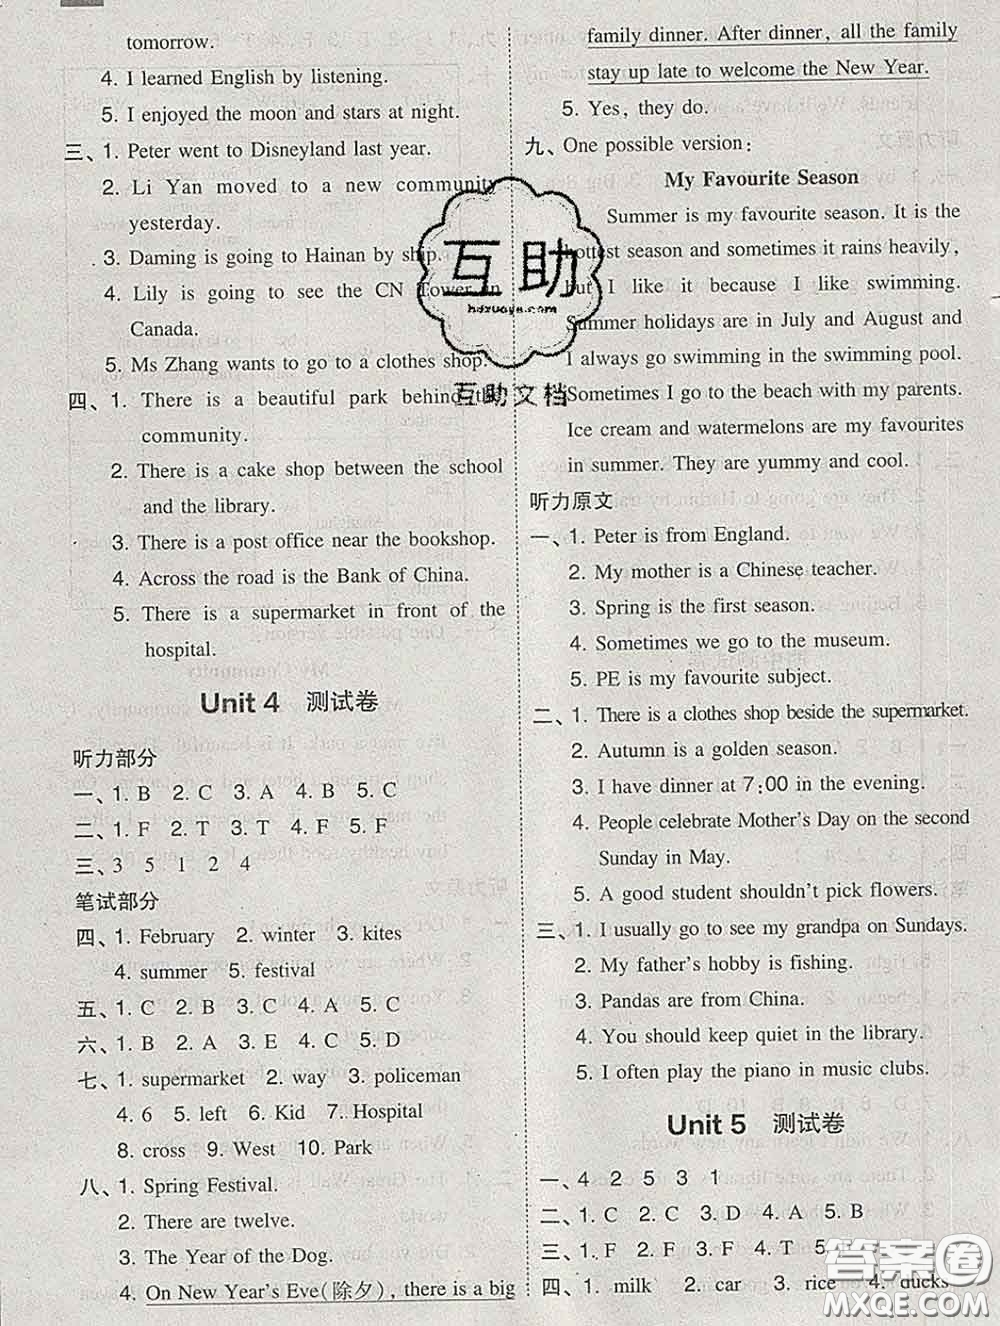 tomorrow.
4. I learned English by listening.
5. I enjoyed the moon and stars at night.
三、1. Peter went to Disneyland last year.
2. Li Yan moved to a new community
yesterday.
3. Daming is going to Hainan by ship.
4. Lily is going to see the CN Tower in
Canada.
5. Ms Zhang wants to go to a clothes shop.
四、1. There is a beautiful park behind the
community.
2. There is a cake shop between the school
and the library.
3. There is a post office near the bookshop.
4. Across the road is the Bank of China.
5. There is a supermarket in front of the
hospital.
Unit 4 测试卷
听力部分
一、1. B 2. C 3. A 4. B 5. C
二、1. F 2. T 3. T 4. F 5. F
三、3 5 1 2 4
笔试部分
四、1. February 2. winter 3. kites
4. summer 5. festival
五、1. C 2. B 3. C 4. A 5. C
六、1. B 2. A 3. E 4. C 5. D
七、1. supermarket 2. way 3. policeman
4. 6 5. left 6. Kid 7. Hospital
8. cross 9. West 10. Park
八、1. Spring Festival.
2. There are twelve.
3. The Year of the Dog.
4. On New Year's Eve(除夕), there is a big
family dinner. After dinner, all the family
stay up late to welcome the New Year.
5. Yes, they do.
九、One possible version:
My Favourite Season
Summer is my favourite season. It is the
hottest season and sometimes it rains heavily,
but I like it because I like swimming.
Summer holidays are in July and August and
I always go swimming in the swimming pool.
Sometimes I go to the beach with my parents.
Ice cream and watermelons are my favourites
in summer. They are yummy and cool.
听力原文
一、1. Peter is from England.
2. My mother is a Chinese teacher.
3. Spring is the first season.
4. Sometimes we go to the museum.
5. PE is my favourite subject.
二、1. There is a clothes shop beside the supermarket.
2. Autumn is a golden season.
3. I have dinner at 7:00 in the evening.
4. People celebrate Mother's Day on the second
Sunday in May.
5. A good student shouldn't pick flowers.
三、1. I usually go to see my grandpa on Sundays.
2. My father's hobby is fishing.
3. Pandas are from China.
4. You should keep quiet in the library.
5. I often play the piano in music clubs.
Unit 5 测试卷
一、4 2 5 3 1
二、1. C 2. C 3. D 4. A 5. B
三、1. F 2. F 3. F 4. T 5.
四、1. milk 2. car 3. rice 4. ducks
互助
hdzuoye.com
互助文档
答案圈
MXQE.COM